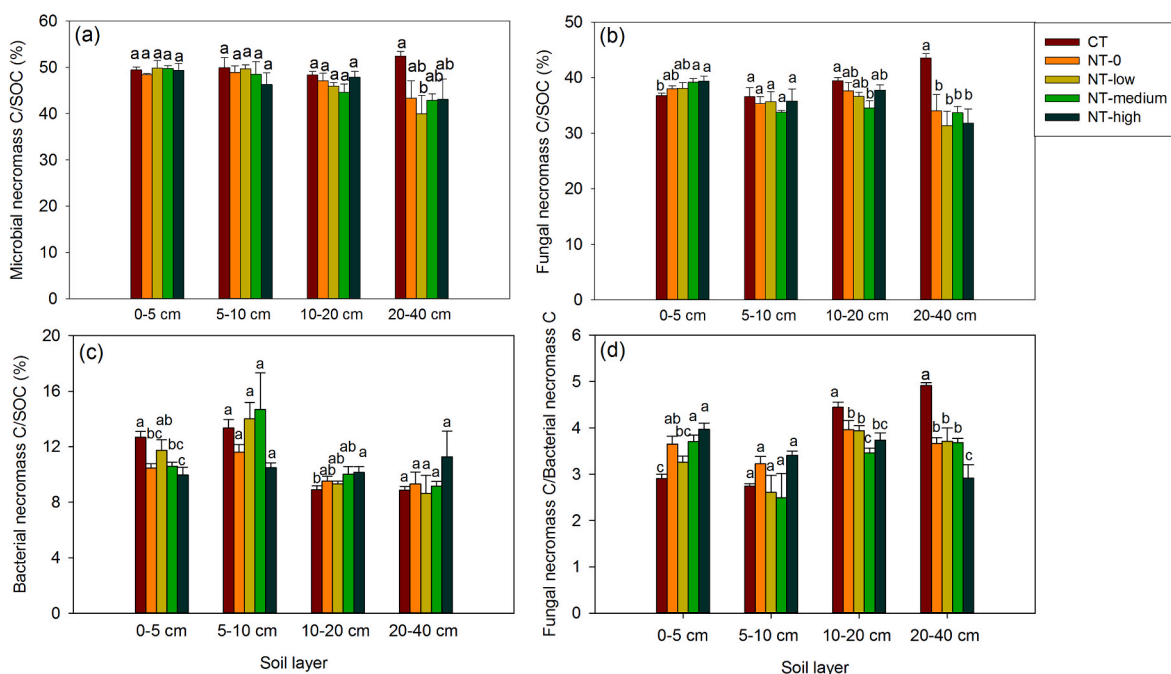 (a)
Microbial necromass C/SOC (%)
60
50
40
30
20
10
0
a a a a a
a a a a a
a a a a a
a ab b ab ab
0-5 cm 5-10 cm 10-20 cm 20-40 cm
(b)
Fungal necromass C/SOC (%)
50
40
30
20
10
0
b ab ab a a
a a a a a
a ab ab b ab
a b b b b
0-5 cm 5-10 cm 10-20 cm 20-40 cm
CT
NT-0
NT-low
NT-medium
NT-high
(c)
Bacterial necromass C/SOC (%)
20
16
12
8
4
0
a bc ab bc c
a a a a a
b ab ab a a
a a a a a
0-5 cm 5-10 cm 10-20 cm 20-40 cm
Soil layer
(d)
Fungal necromass C/Bacterial necromass C
6
5
4
3
2
1
0
c ab bc a a
a a a a a
a b b c bc
a b b b c
0-5 cm 5-10 cm 10-20 cm 20-40 cm
Soil layer